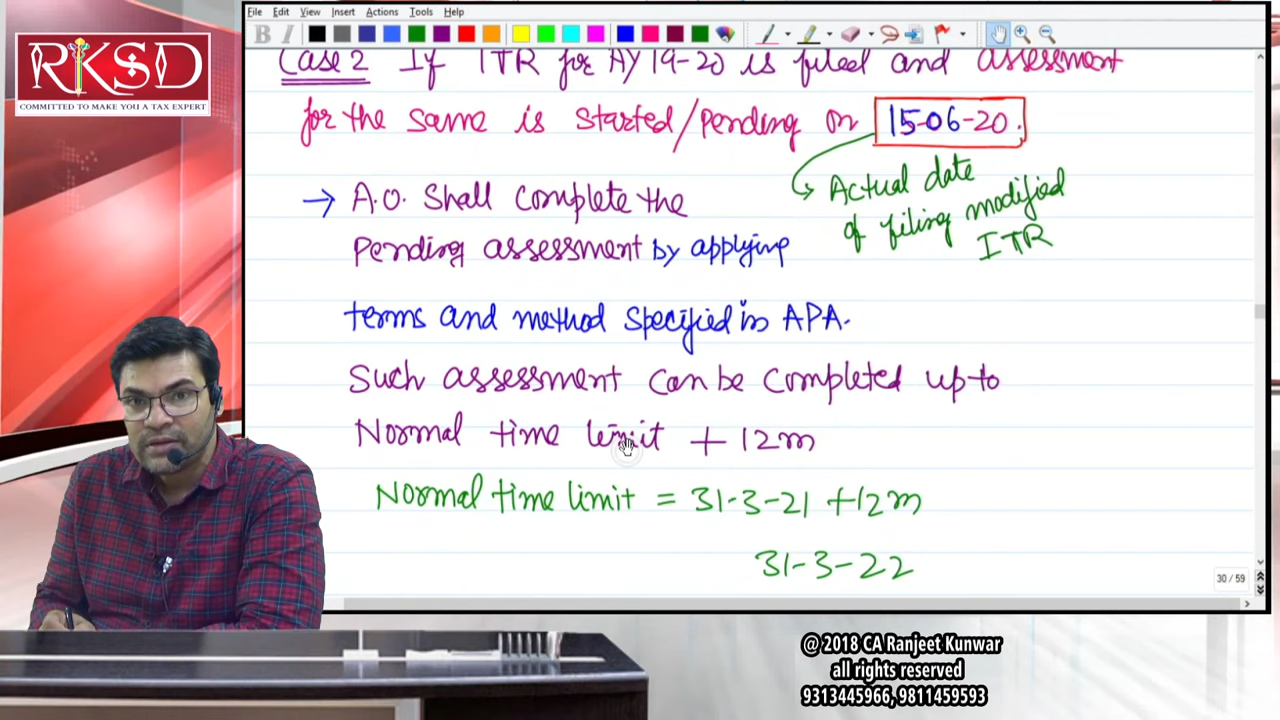 File Edit View Insert Actions Tools Help
B I
RKSD
COMMITTED TO MAKE YOU A TAX EXPERT
Case 2 If ITR for AY 19-20 is filed and assessment
for the same is started/pending on 15-06-20.
Actual date
of filing modified
ITR
→ A.O. Shall complete the
Pending assessment by applying
terms and method specified in APA.
Such assessment can be completed up to
Normal time limit + 12m
Normal time limit = 31-3-21 +12m
31-3-22
30 / 59
@ 2018 CA Ranjeet Kunwar
all rights reserved
9313445966, 9811459593